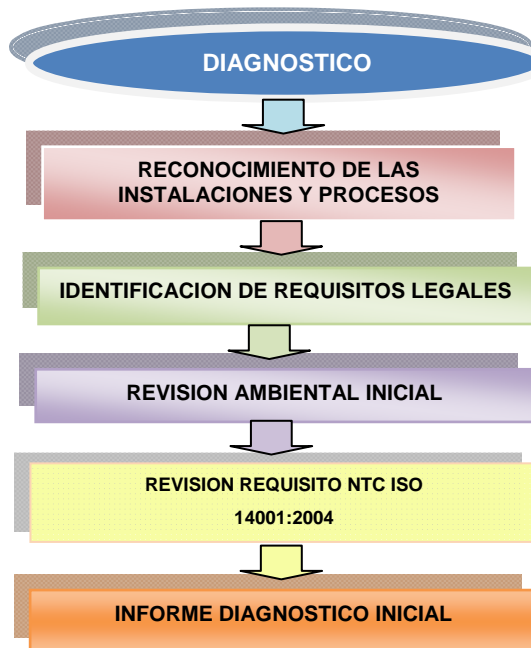 DIAGNOSTICO
RECONOCIMIENTO DE LAS
INSTALACIONES Y PROCESOS
IDENTIFICACION DE REQUISITOS LEGALES
REVISION AMBIENTAL INICIAL
REVISION REQUISITO NTC ISO
14001:2004
INFORME DIAGNOSTICO INICIAL